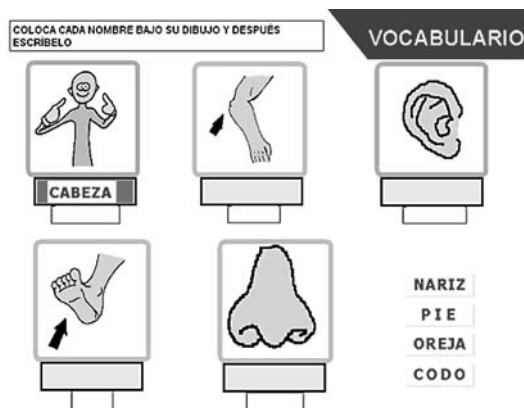 COLOCA CADA NOMBRE BAJO SU DIBUJO Y DESPUÉS
ESCRÍBELO
VOCABULARIO
CABEZA
NARIZ
PIE
OREJA
CODO